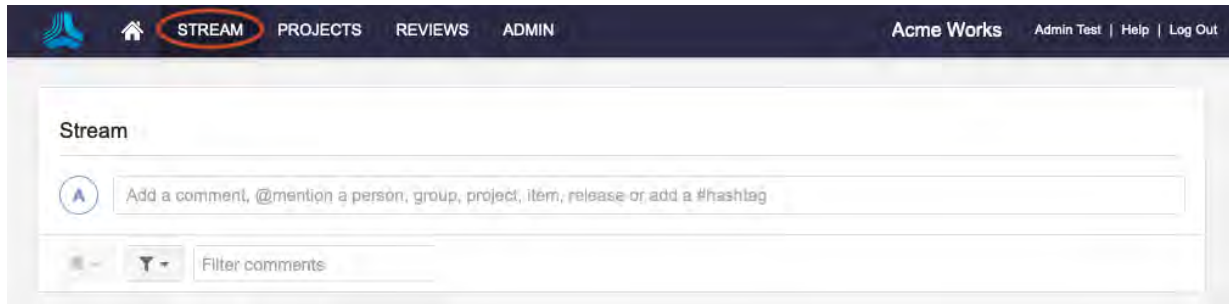 STREAM PROJECTS REVIEWS ADMIN Acme Works Admin Test | Help | Log Out
Stream
A Add a comment, @mention a person, group, project, item, release or add a #hashtag
Filter comments